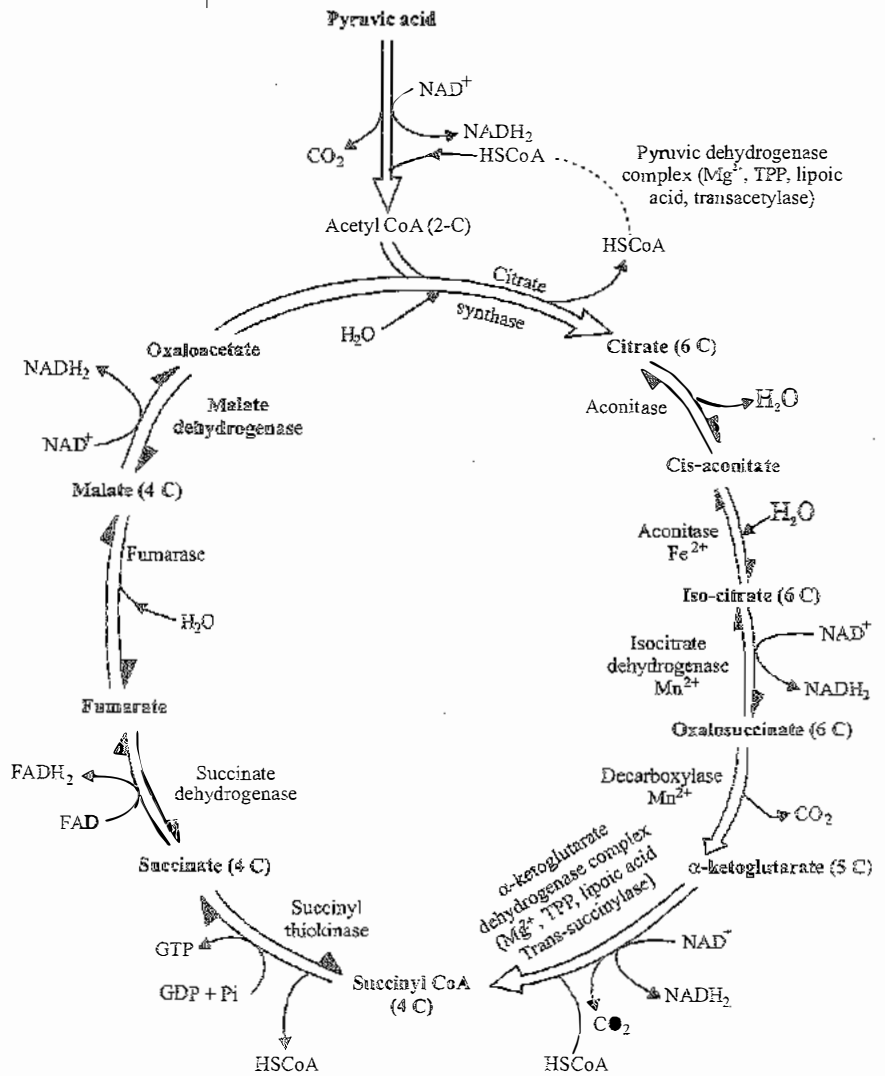 Pyruvic acid
NAD⁺
NADH₂
CO₂
HSCoA
Pyruvic dehydrogenase
complex (Mg²⁺, TPP, lipoic
acid, transacetylase)
Acetyl CoA (2-C)
HSCoA
Citrate
synthase
H₂O
Oxaloacetate
Citrate (6 C)
NADH₂
Malate
dehydrogenase
NAD⁺
Aconitase
H₂O
Cis-aconitate
Malate (4 C)
H₂O
Aconitase
Fe²⁺
Fumarase
Iso-citrate (6 C)
H₂O
NAD⁺
Isocitrate
dehydrogenase
Mn²⁺
NADH₂
Fumarate
Oxalosuccinate (6 C)
FADH₂
Succinate
dehydrogenase
FAD
Decarboxylase
Mn²⁺
CO₂
Succinate (4 C)
α-ketoglutarate
dehydrogenase complex
(Mg²⁺, TPP, lipoic acid
Trans-succinylase)
α-ketoglutarate (5 C)
Succinyl
thiokinase
GTP
GDP + Pi
NAD⁺
NADH₂
Succinyl CoA
(4 C)
CO₂
HSCoA
HSCoA